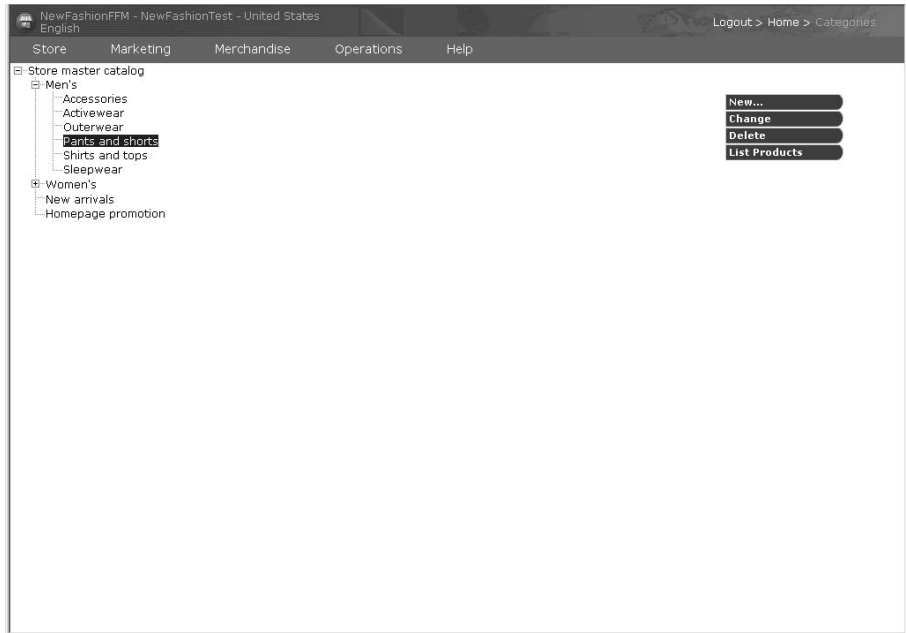 NewFashionFFM - NewFashionTest - United States
English
Logout > Home > Categories
Store Marketing Merchandise Operations Help
Store master catalog
Men's
Accessories
Activewear
Outerwear
Pants and shorts
Shirts and tops
Sleepwear
Women's
New arrivals
Homepage promotion
New...
Change
Delete
List Products